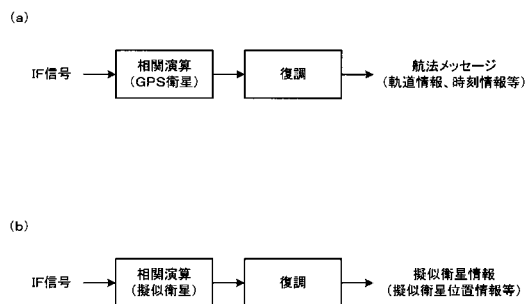 (a)
IF信号
相関演算
(GPS衛星)
復調
航法メッセージ
(軌道情報、時刻情報等)
(b)
IF信号
相関演算
(擬似衛星)
復調
擬似衛星情報
(擬似衛星位置情報等)